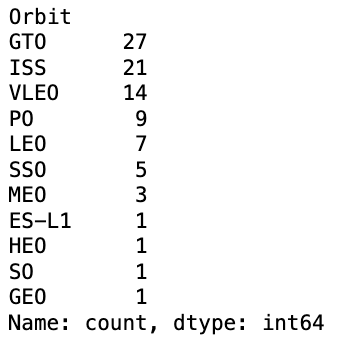 Orbit
GTO 27
ISS 21
VLEO 14
PO 9
LEO 7
SSO 5
MEO 3
ES-L1 1
HEO 1
SO 1
GEO 1
Name: count, dtype: int64